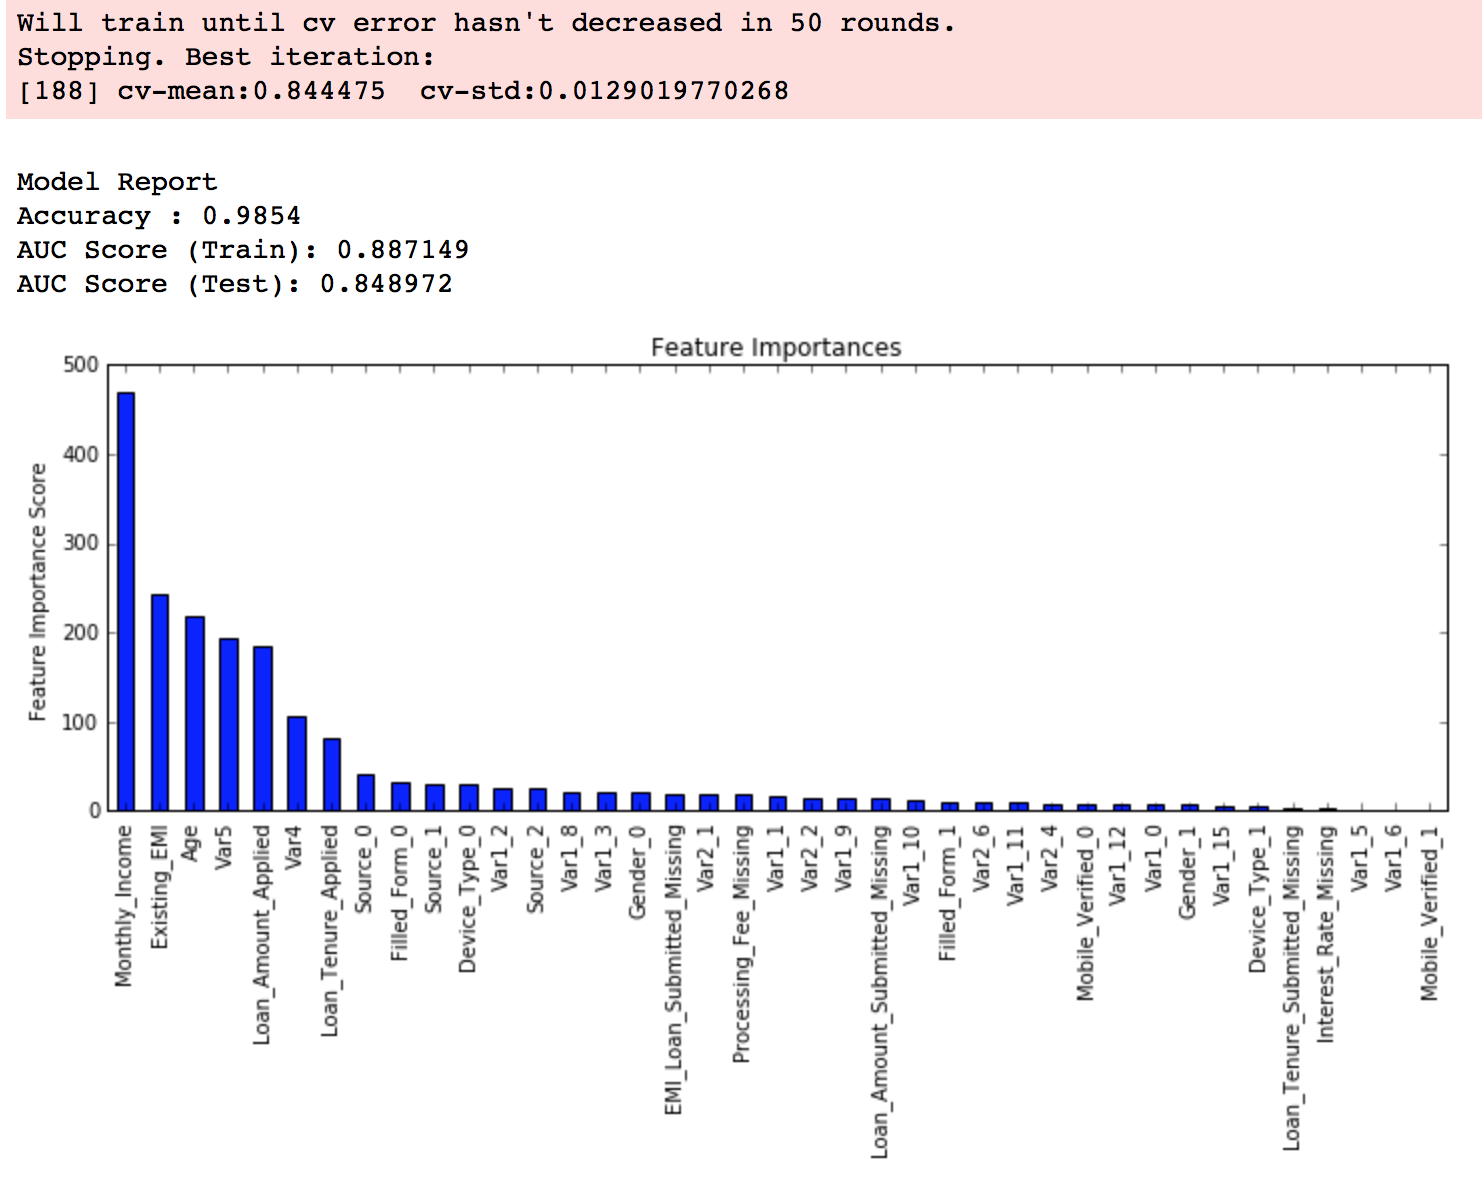 Will train until cv error hasn't decreased in 50 rounds.
Stopping. Best iteration:
[188] cv-mean:0.844475  cv-std:0.0129019770268
Model Report
Accuracy : 0.9854
AUC Score (Train): 0.887149
AUC Score (Test): 0.848972
Feature Importances
Feature Importance Score
500
400
300
200
100
0
Monthly_Income
Existing_EMI
Age
Var5
Loan_Amount_Applied
Var4
Loan_Tenure_Applied
Source_0
Filled_Form_0
Source_1
Device_Type_0
Var1_2
Source_2
Var1_8
Var1_3
Gender_0
EMI_Loan_Submitted_Missing
Var2_1
Processing_Fee_Missing
Var1_1
Var2_2
Var1_9
Loan_Amount_Submitted_Missing
Var1_10
Filled_Form_1
Var2_6
Var1_11
Var2_4
Mobile_Verified_0
Var1_12
Var1_0
Gender_1
Var1_15
Device_Type_1
Loan_Tenure_Submitted_Missing
Interest_Rate_Missing
Var1_5
Var1_6
Mobile_Verified_1